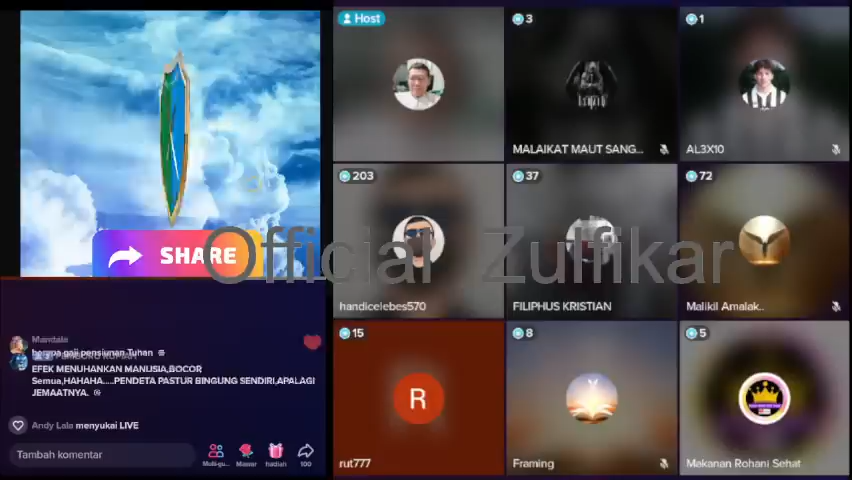 Host
3
1
MALAIKAT MAUT SANG...
AL3X10
203
37
72
SHARE
Official Zulfikar
handicelebes570
FILIPHUS KRISTIAN
Malikil Amalak..
15
8
5
R
rut777
Framing
Makanan Rohani Sehat
Mandala
berapa gaji pensiunan Tuhan
EFEK MENUHANKAN MANUSIA,BOCOR
Semua,HAHAHA.....PENDETA PASTUR BINGUNG SENDIRI,APALAGI
JEMAATNYA.
Andy Lala menyukai LIVE
Tambah komentar
Multi-gu...
Mawar
hadiah
100